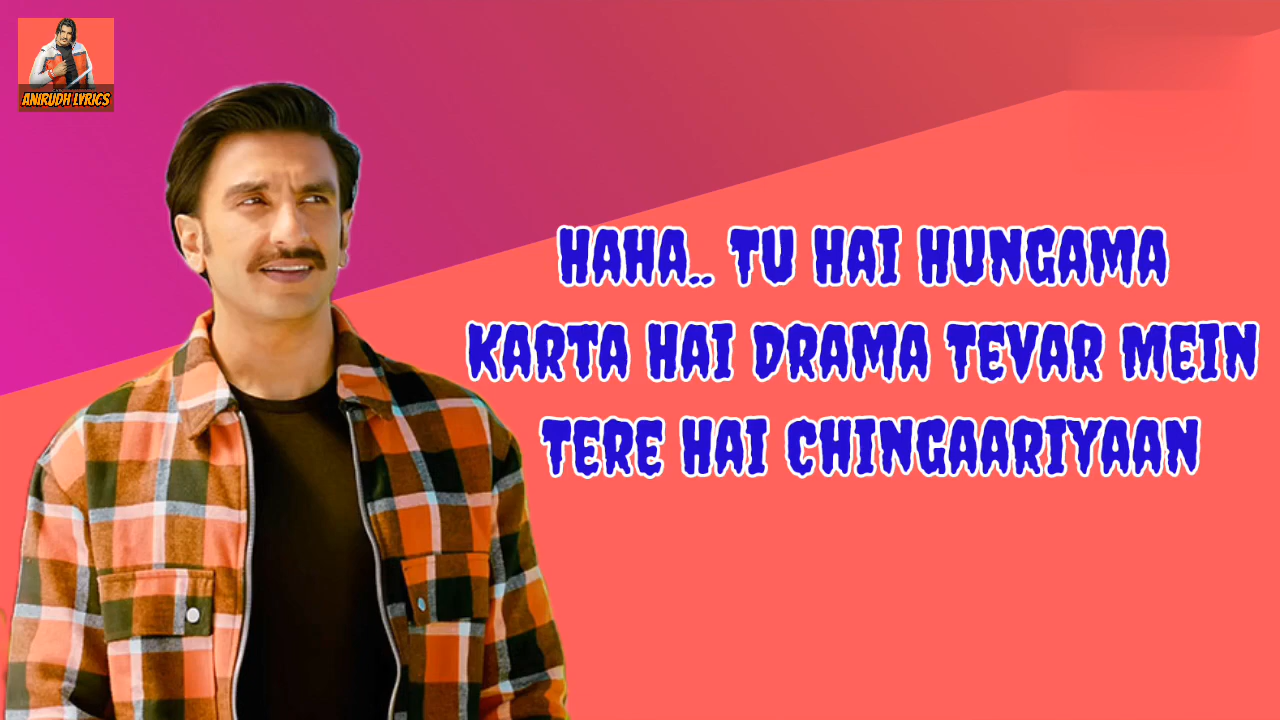 ANIRUDH LYRICS
HAHA.. TU HAI HUNGAMA
KARTA HAI DRAMA TEVAR MEIN
TERE HAI CHINGAARIYAAN